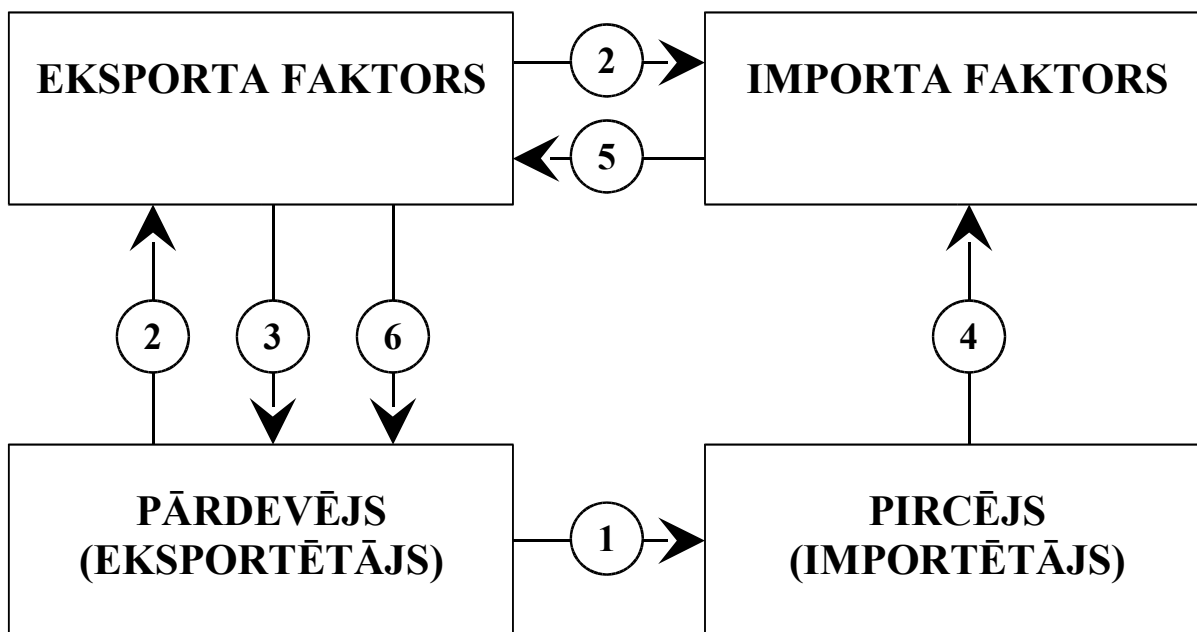 EKSPORTA FAKTORS
2
IMPORTA FAKTORS
5
2
3
6
4
PĀRDEVĒJS
(EKSPORTĒTĀJS)
1
PIRCĒJS
(IMPORTĒTĀJS)